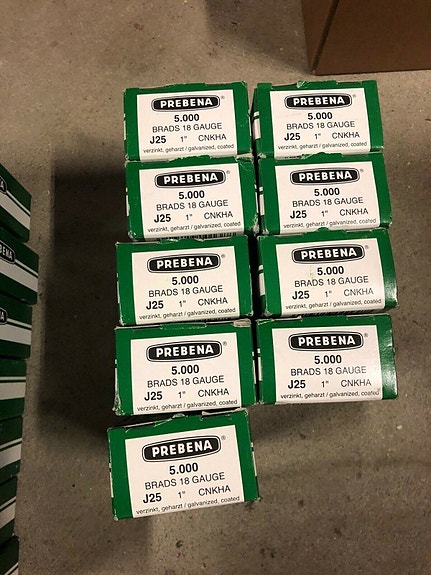 PREBENA®
5.000
BRADS 18 GAUGE
J25 1" CNKHA
verzinkt, geharzt / galvanized, coated
PREBENA®
5.000
BRADS 18 GAUGE
J25 1" CNKHA
verzinkt, geharzt / galvanized, coated
PREBENA®
5.000
BRADS 18 GAUGE
J25 1" CNKHA
verzinkt, geharzt / galvanized, coated
PREBENA®
5.000
BRADS 18 GAUGE
J25 1" CNKHA
verzinkt, geharzt / galvanized, coated
PREBENA®
5.000
BRADS 18 GAUGE
J25 1" CNKHA
verzinkt, geharzt / galvanized, coated
PREBENA®
5.000
BRADS 18 GAUGE
J25 1" CNKHA
verzinkt, geharzt / galvanized, coated
PREBENA®
5.000
BRADS 18 GAUGE
J25 1" CNKHA
verzinkt, geharzt / galvanized, coated
PREBENA®
5.000
BRADS 18 GAUGE
J25 1" CNKHA
verzinkt, geharzt / galvanized, coated
PREBENA®
5.000
BRADS 18 GAUGE
J25 1" CNKHA
verzinkt, geharzt / galvanized, coated